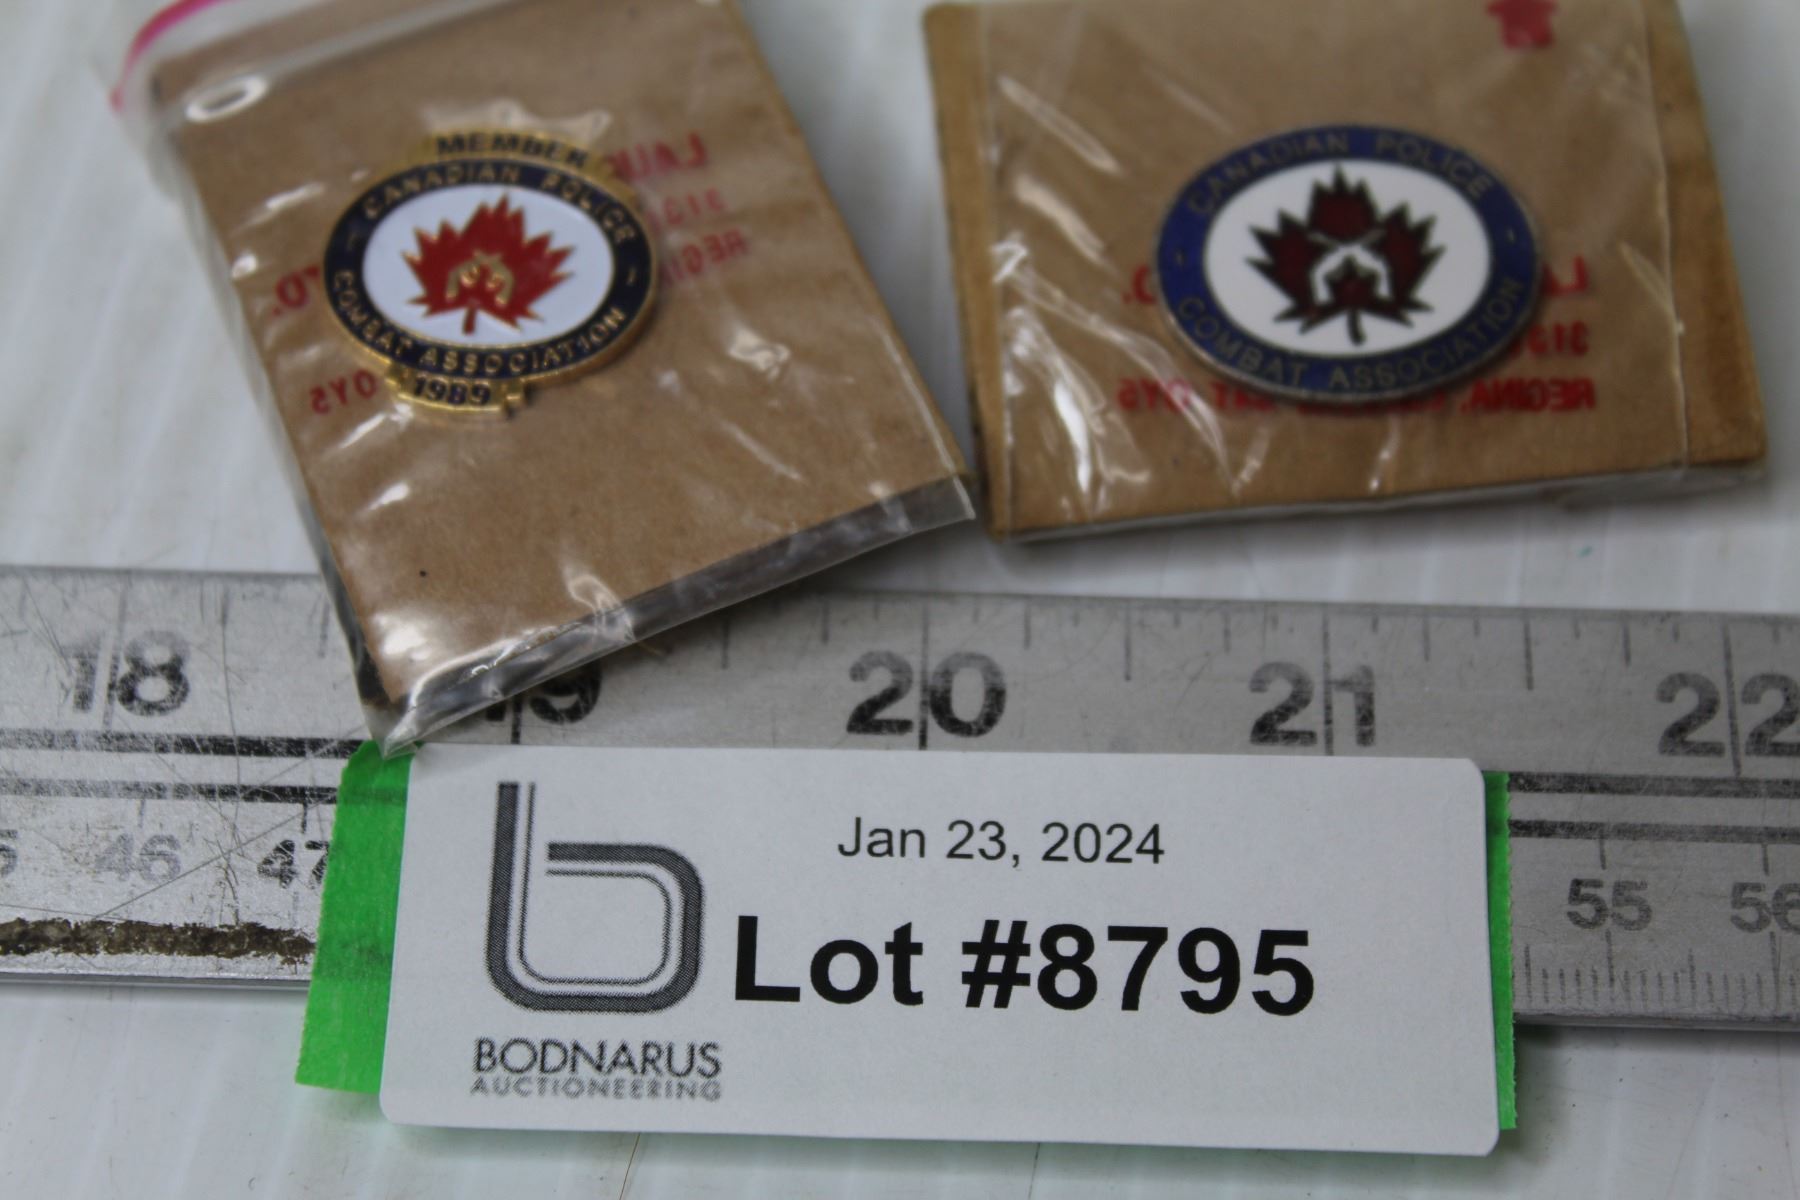 MEMBER
CANADIAN POLICE
COMBAT ASSOCIATION
1989
CANADIAN POLICE
COMBAT ASSOCIATION
18 19 20 21 22
46 47 55 56
Jan 23, 2024
Lot #8795
BODNARUS
AUCTIONEERING